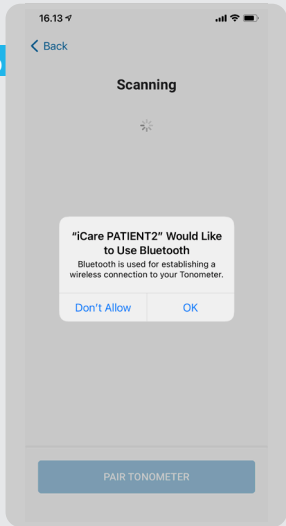 16.13
Back
Scanning
“iCare PATIENT2” Would Like
to Use Bluetooth
Bluetooth is used for establishing a
wireless connection to your Tonometer.
Don’t Allow
OK
PAIR TONOMETER